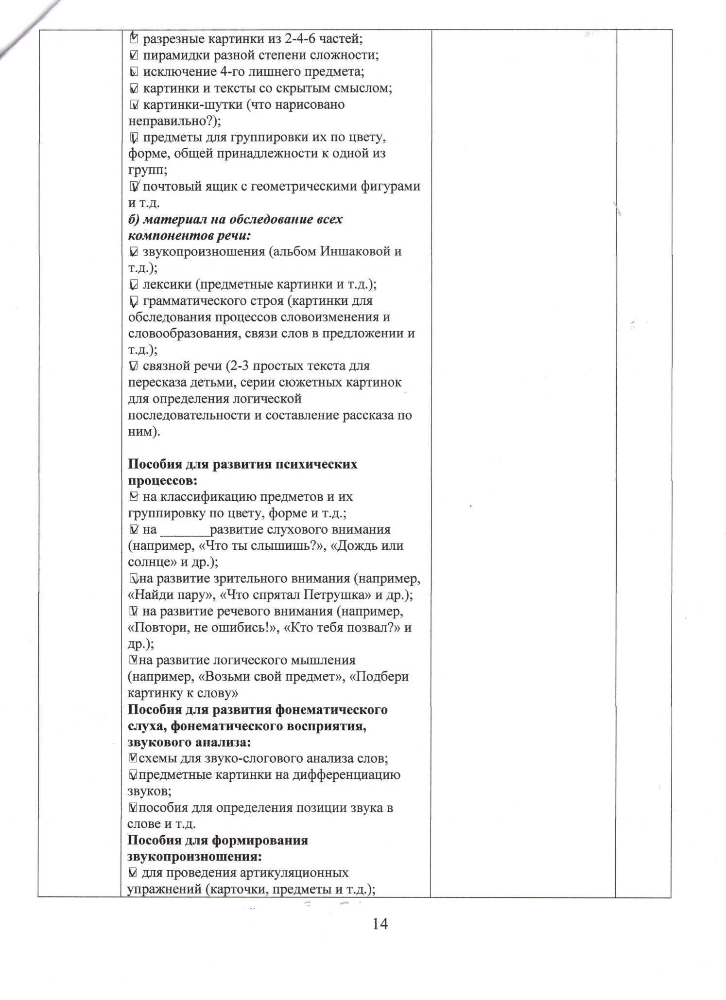 ☑ разрезные картинки из 2-4-6 частей;
☑ пирамидки разной степени сложности;
☑ исключение 4-го лишнего предмета;
☑ картинки и тексты со скрытым смыслом;
☑ картинки-шутки (что нарисовано
неправильно?);
☑ предметы для группировки их по цвету,
форме, общей принадлежности к одной из
групп;
☑ почтовый ящик с геометрическими фигурами
и т.д.
б) материал на обследование всех
компонентов речи:
☑ звукопроизношения (альбом Иншаковой и
т.д.);
☑ лексики (предметные картинки и т.д.);
☑ грамматического строя (картинки для
обследования процессов словоизменения и
словообразования, связи слов в предложении и
т.д.);
☑ связной речи (2-3 простых текста для
пересказа детьми, серии сюжетных картинок
для определения логической
последовательности и составление рассказа по
ним).
Пособия для развития психических
процессов:
☑ на классификацию предметов и их
группировку по цвету, форме и т.д.;
☑ на _______развитие слухового внимания
(например, «Что ты слышишь?», «Дождь или
солнце» и др.);
☑на развитие зрительного внимания (например,
«Найди пару», «Что спрятал Петрушка» и др.);
☑ на развитие речевого внимания (например,
«Повтори, не ошибись!», «Кто тебя позвал?» и
др.);
☑на развитие логического мышления
(например, «Возьми свой предмет», «Подбери
картинку к слову»
Пособия для развития фонематического
слуха, фонематического восприятия,
звукового анализа:
☑схемы для звуко-слогового анализа слов;
☑предметные картинки на дифференциацию
звуков;
☑пособия для определения позиции звука в
слове и т.д.
Пособия для формирования
звукопроизношения:
☑ для проведения артикуляционных
упражнений (карточки, предметы и т.д.);
14